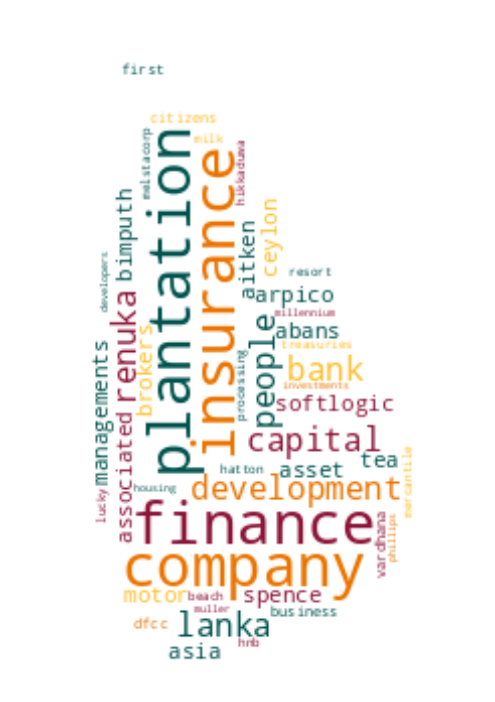 first
citizens
milk
melstacorp
plantation
insurance
hikkaduwa
bimputh
aitken
ceylon
developers
resort
renuka
aarpico
millennium
people
abans
treasuries
brokers
managements
processing
bank
investments
softlogic
associated
capital
tea
hatton
asset
mercantile
housing
development
lucky
finance
vardhana
phillips
company
motor
beach
spence
muller
business
dfcc
lanka
hnb
asia